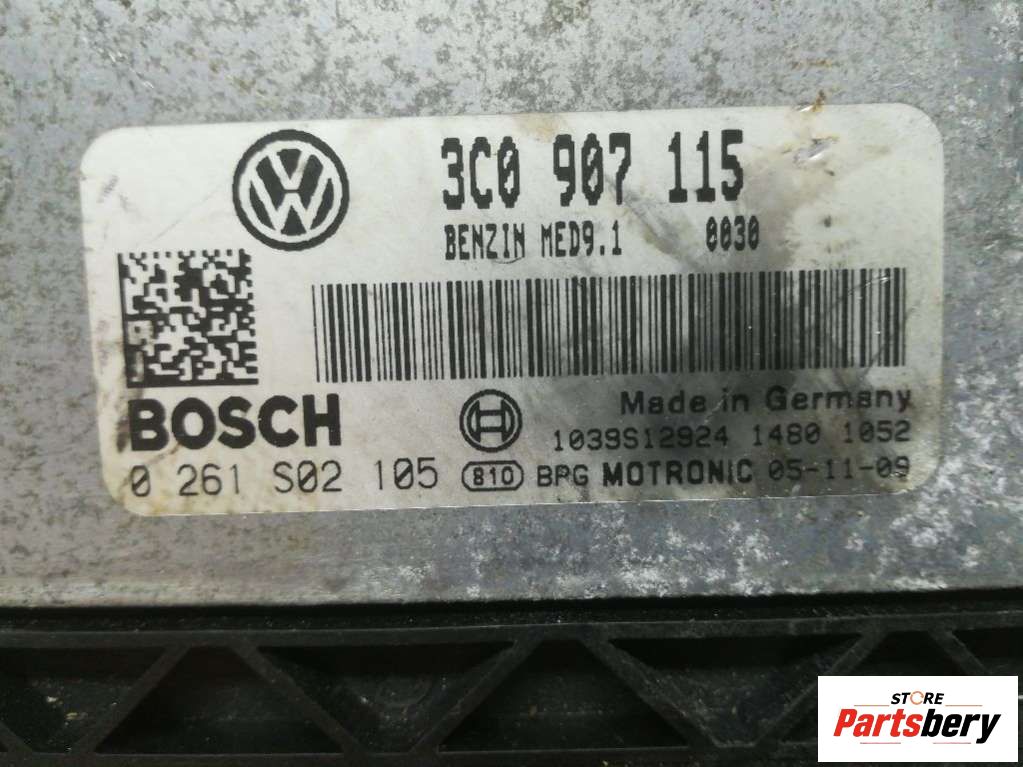 3C0 907 115
BENZIN MED9.1 0030
BOSCH
Made in Germany
1039S12924 1480 1052
0 261 S02 105 810 BPG MOTRONIC 05-11-09
STORE
Partsbery